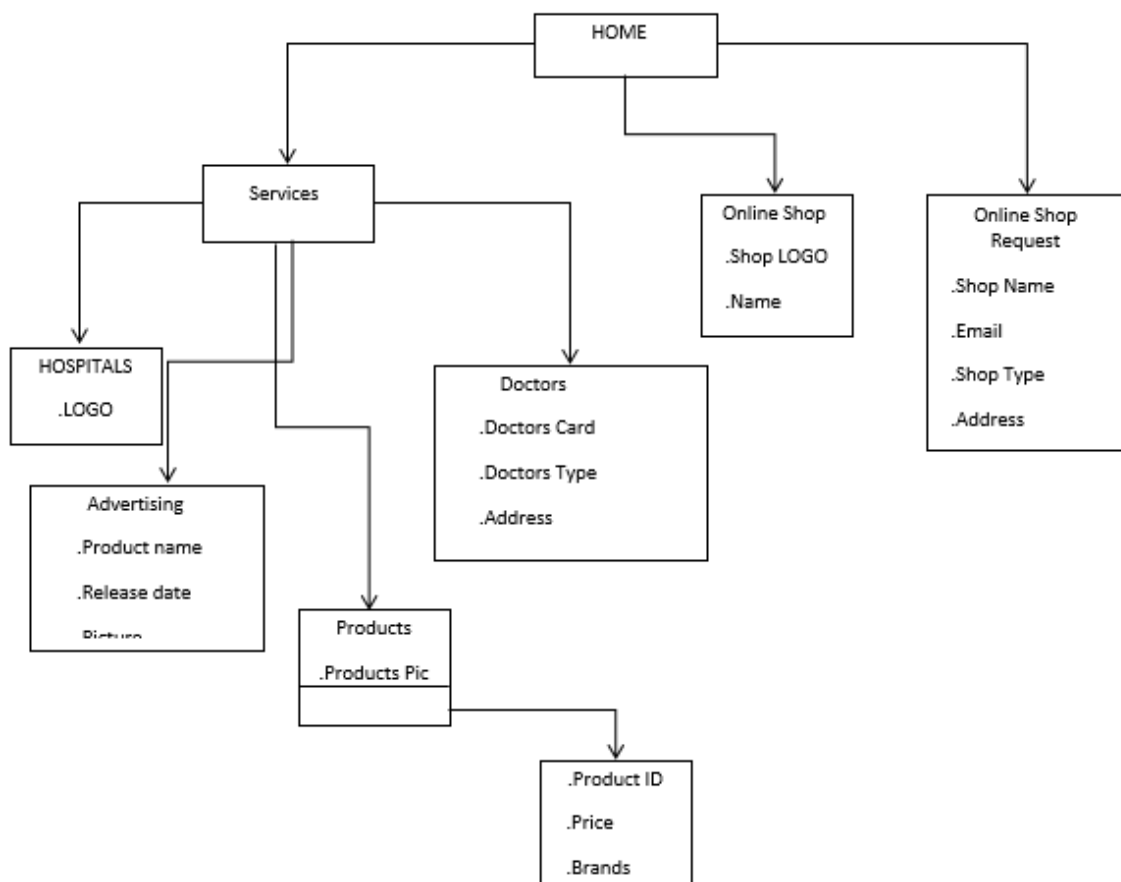 HOME
Services
Online Shop
.Shop LOGO
.Name
Online Shop
Request
.Shop Name
.Email
.Shop Type
.Address
HOSPITALS
.LOGO
Doctors
.Doctors Card
.Doctors Type
.Address
Advertising
.Product name
.Release date
.Picture
Products
.Products Pic
.Product ID
.Price
.Brands